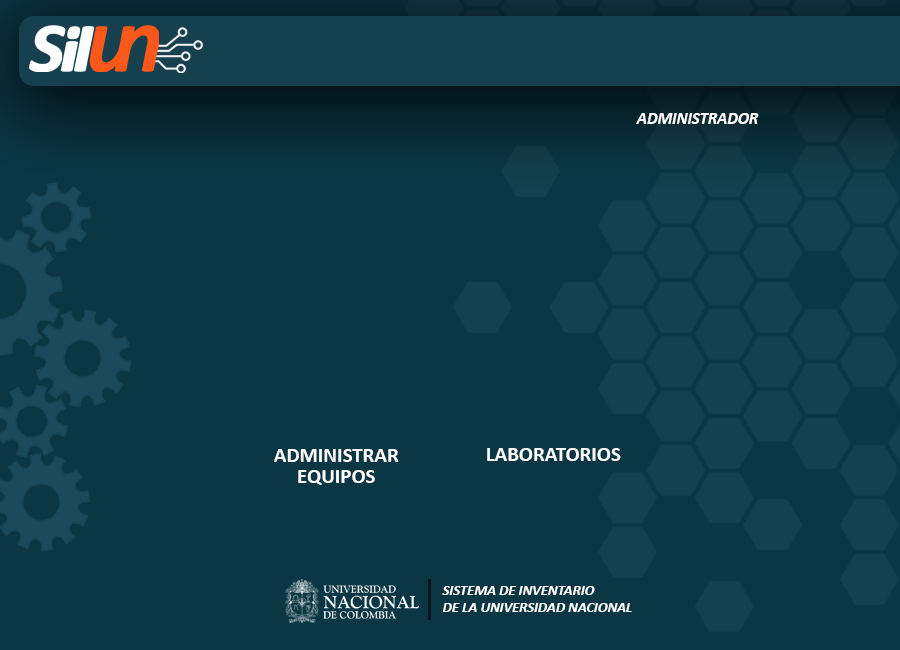 SilUN
ADMINISTRADOR
ADMINISTRAR
EQUIPOS
LABORATORIOS
UNIVERSIDAD
NACIONAL
DE COLOMBIA
SISTEMA DE INVENTARIO
DE LA UNIVERSIDAD NACIONAL